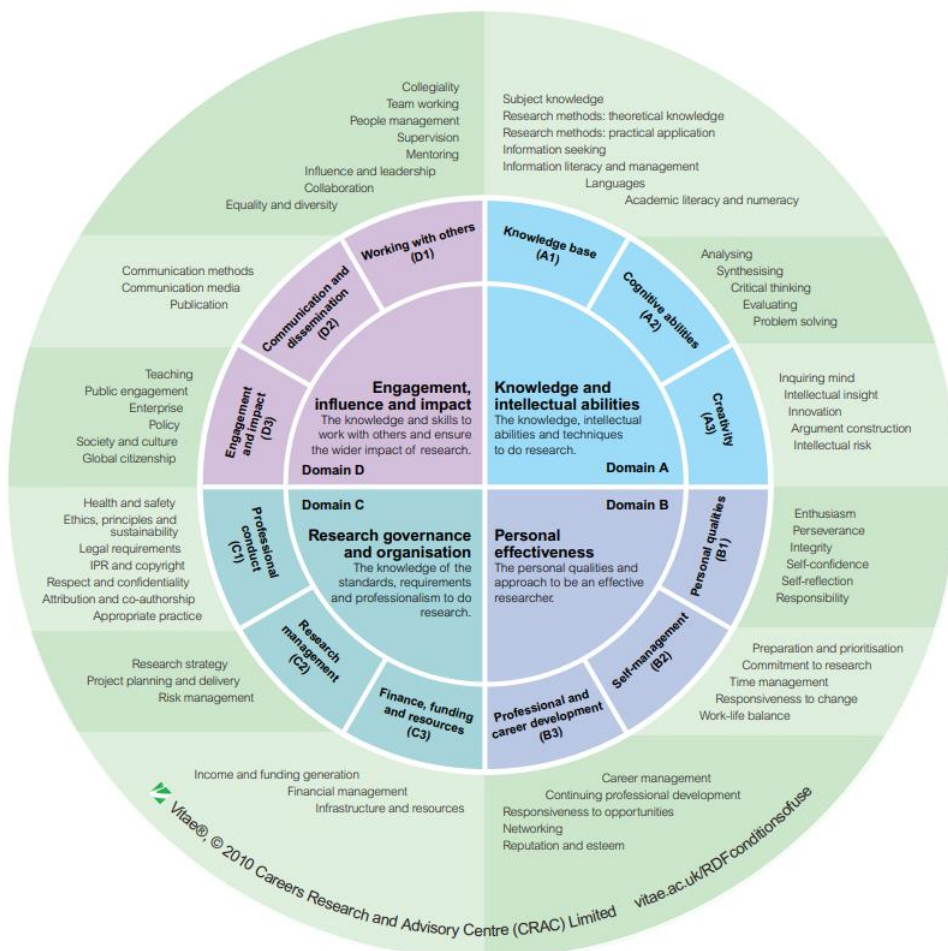 Collegiality
Team working
People management
Supervision
Mentoring
Influence and leadership
Collaboration
Equality and diversity
Subject knowledge
Research methods: theoretical knowledge
Research methods: practical application
Information seeking
Information literacy and management
Languages
Academic literacy and numeracy
Working with others
(D1)
Knowledge base
(A1)
Communication methods
Communication media
Publication
Communication and
dissemination
(D2)
Cognitive abilities
(A2)
Analysing
Synthesising
Critical thinking
Evaluating
Problem solving
Teaching
Public engagement
Enterprise
Policy
Society and culture
Global citizenship
Engagement
and impact
(D3)
Engagement,
influence and impact
The knowledge and skills to
work with others and ensure
the wider impact of research.
Domain D
Knowledge and
intellectual abilities
The knowledge, intellectual
abilities and techniques
to do research.
Domain A
Creativity
(A3)
Inquiring mind
Intellectual insight
Innovation
Argument construction
Intellectual risk
Health and safety
Ethics, principles and
sustainability
Legal requirements
IPR and copyright
Respect and confidentiality
Attribution and co-authorship
Appropriate practice
Professional
conduct
(C1)
Domain C
Research governance
and organisation
The knowledge of the
standards, requirements
and professionalism to do
research.
Domain B
Personal
effectiveness
The personal qualities and
approach to be an effective
researcher.
Personal qualities
(B1)
Enthusiasm
Perseverance
Integrity
Self-confidence
Self-reflection
Responsibility
Research strategy
Project planning and delivery
Risk management
Research
management
(C2)
Self-management
(B2)
Preparation and prioritisation
Commitment to research
Time management
Responsiveness to change
Work-life balance
Finance, funding
and resources
(C3)
Professional and
career development
(B3)
Income and funding generation
Financial management
Infrastructure and resources
Career management
Continuing professional development
Responsiveness to opportunities
Networking
Reputation and esteem
Vitae®, © 2010 Careers Research and Advisory Centre (CRAC) Limited
vitae.ac.uk/RDFconditionsofuse